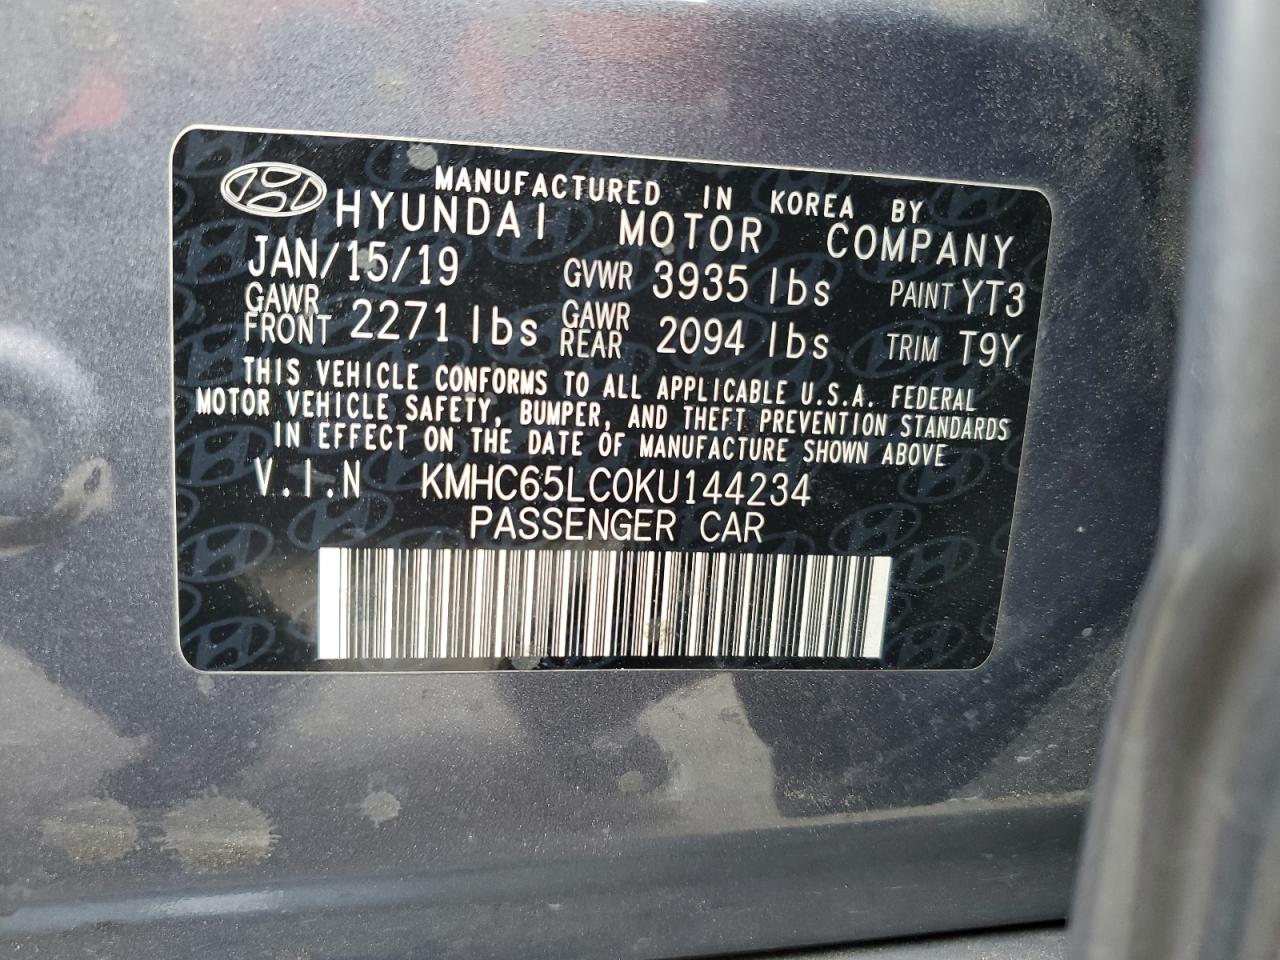 MANUFACTURED IN KOREA BY
HYUNDAI MOTOR COMPANY
JAN/15/19 GVWR 3935 lbs PAINT YT3
GAWR FRONT 2271 lbs GAWR REAR 2094 lbs TRIM T9Y
THIS VEHICLE CONFORMS TO ALL APPLICABLE U.S.A. FEDERAL
MOTOR VEHICLE SAFETY, BUMPER, AND THEFT PREVENTION STANDARDS
IN EFFECT ON THE DATE OF MANUFACTURE SHOWN ABOVE
V.I.N KMHC65LC0KU144234
PASSENGER CAR